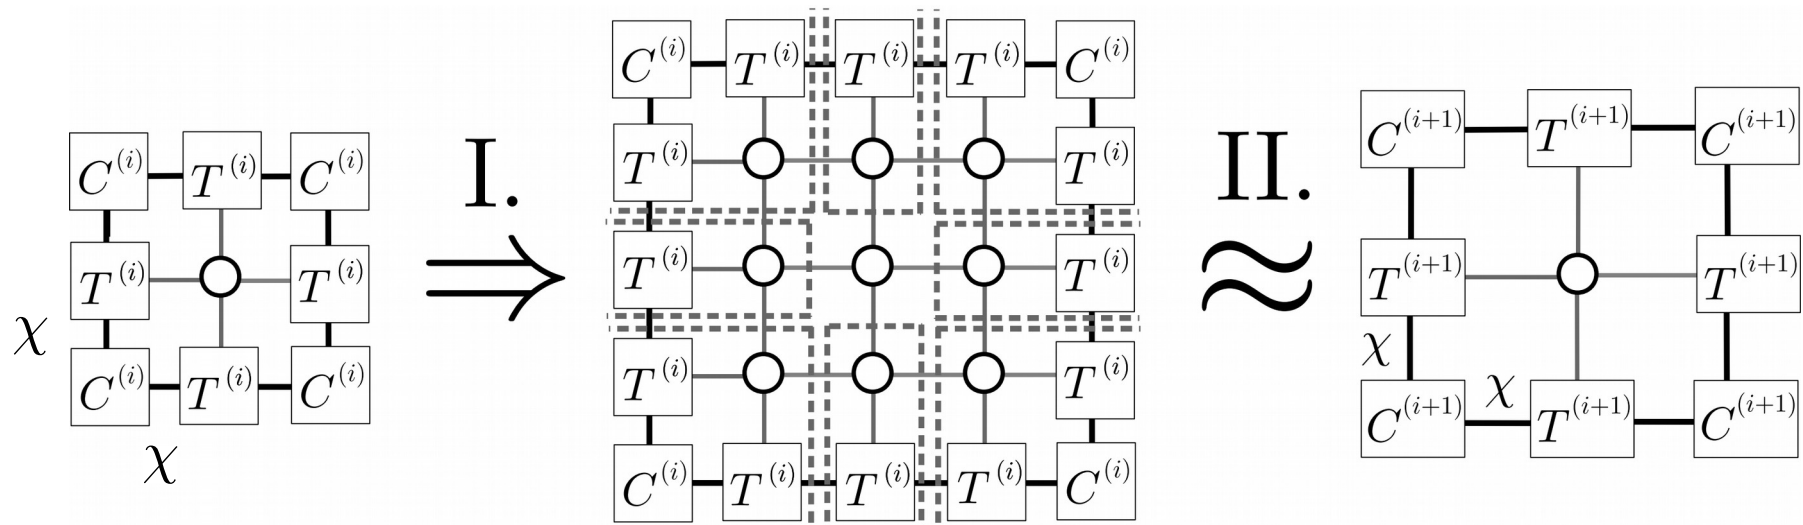 C^(i) T^(i) C^(i)
T^(i) T^(i)
C^(i) T^(i) C^(i)
χ
χ
I.
C^(i) T^(i) T^(i) T^(i) C^(i)
T^(i) T^(i)
T^(i) T^(i)
T^(i) T^(i)
C^(i) T^(i) T^(i) T^(i) C^(i)
II.
≈
C^(i+1) T^(i+1) C^(i+1)
T^(i+1) T^(i+1)
χ
χ
C^(i+1) T^(i+1) C^(i+1)